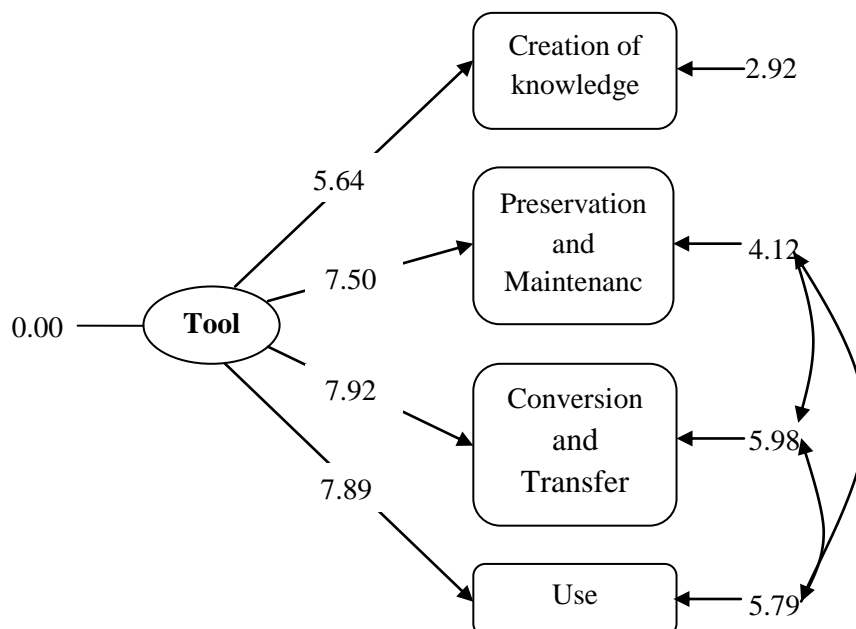 Creation of
knowledge
2.92
5.64
Preservation
and
Maintenanc
4.12
7.50
0.00
Tool
7.92
Conversion
and
Transfer
5.98
7.89
Use
5.79